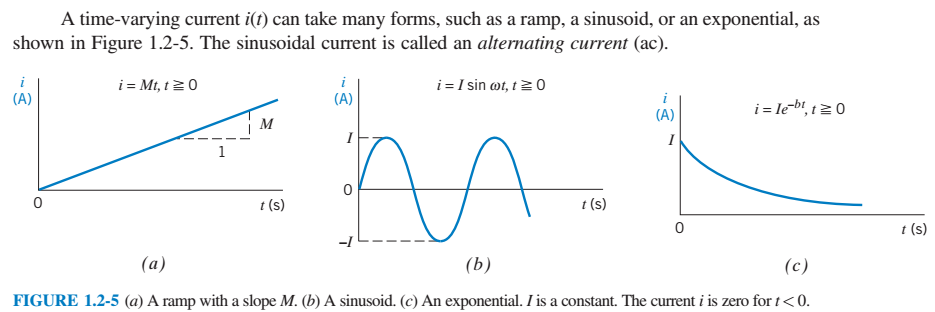 A time-varying current i(t) can take many forms, such as a ramp, a sinusoid, or an exponential, as
shown in Figure 1.2-5. The sinusoidal current is called an alternating current (ac).
i
(A)
i = Mt, t ≧ 0
M
1
0
t (s)
(a)
i
(A)
i = I sin ωt, t ≧ 0
I
0
–I
t (s)
(b)
i
(A)
i = Ie–bt, t ≧ 0
I
0
t (s)
(c)
FIGURE 1.2-5 (a) A ramp with a slope M. (b) A sinusoid. (c) An exponential. I is a constant. The current i is zero for t < 0.